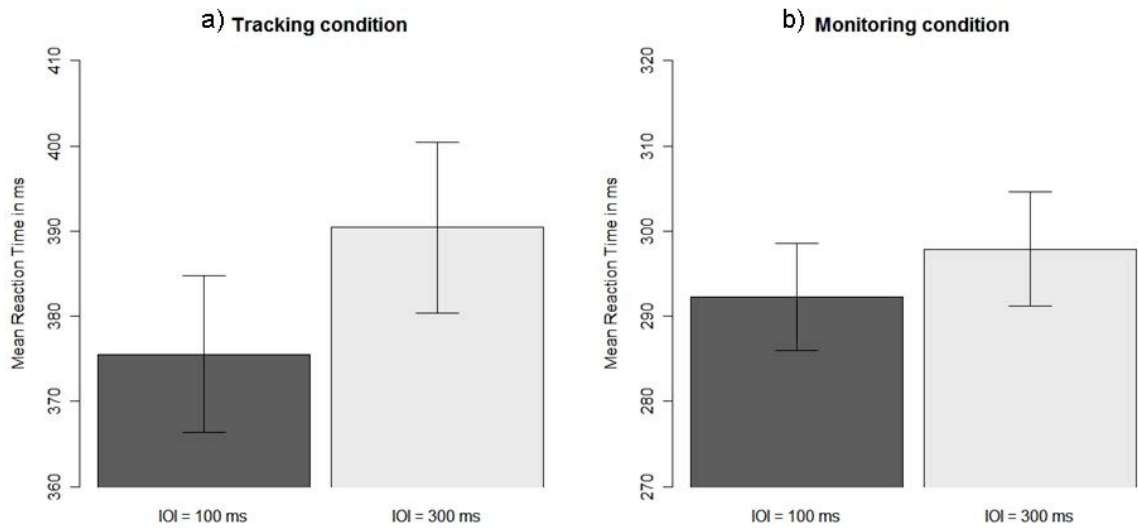 a) Tracking condition
Mean Reaction Time in ms
410
400
390
380
370
360
IOI = 100 ms
IOI = 300 ms
b) Monitoring condition
Mean Reaction Time in ms
320
310
300
290
280
270
IOI = 100 ms
IOI = 300 ms